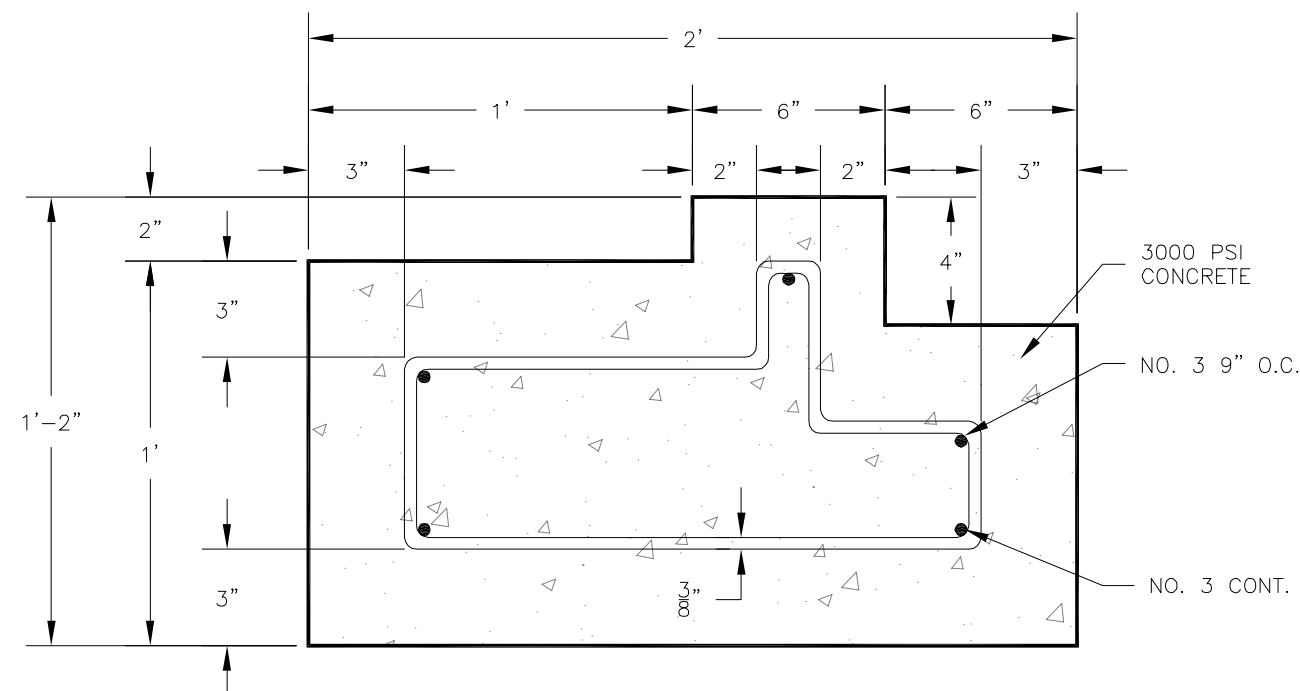 2'
1' 6" 6"
3" 2" 2" 3"
2"
4"
3000 PSI
CONCRETE
3"
NO. 3 9" O.C.
1'-2"
1'
3"
3/8"
NO. 3 CONT.